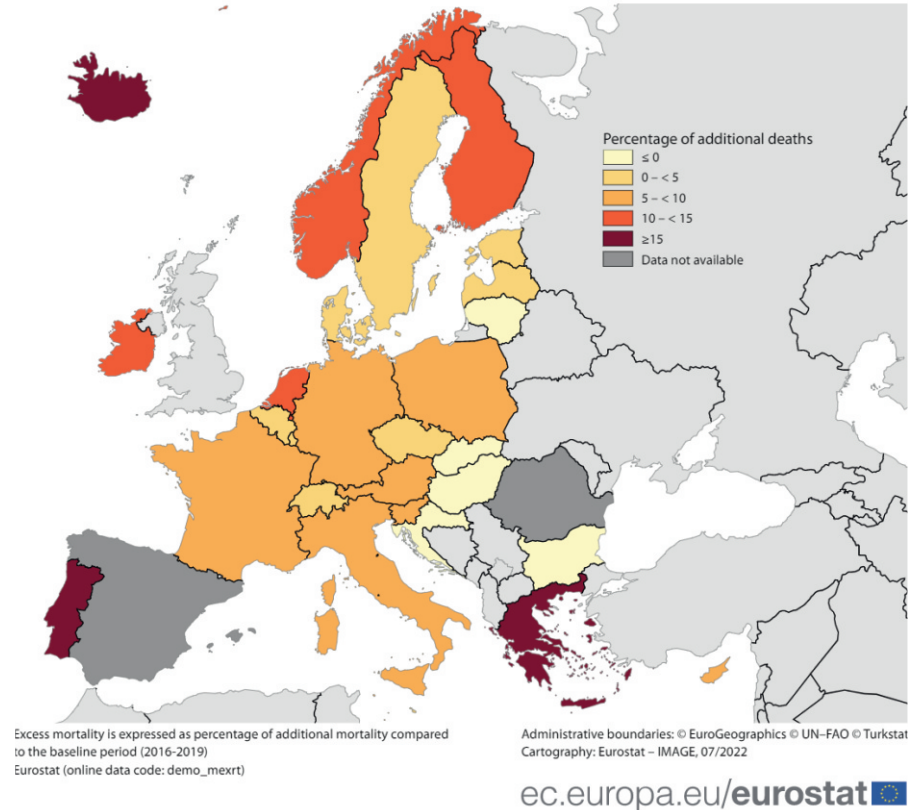 Percentage of additional deaths
≤ 0
0 – < 5
5 – < 10
10 – < 15
≥15
Data not available
Excess mortality is expressed as percentage of additional mortality compared
to the baseline period (2016-2019)
Eurostat (online data code: demo_mexrt)
Administrative boundaries: © EuroGeographics © UN–FAO © Turkstat
Cartography: Eurostat – IMAGE, 07/2022
ec.europa.eu/eurostat